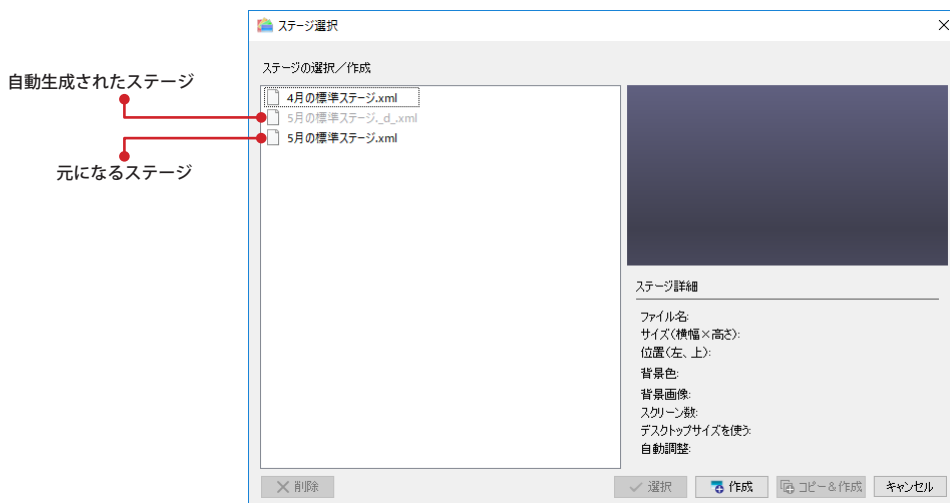 ステージ選択
ステージの選択／作成
自動生成されたステージ
元になるステージ
4月の標準ステージ.xml
5月の標準ステージ._d_.xml
5月の標準ステージ.xml
ステージ詳細
ファイル名:
サイズ(横幅×高さ):
位置(左、上):
背景色:
背景画像:
スクリーン数:
デスクトップサイズを使う:
自動調整:
削除
選択
作成
コピー&作成
キャンセル